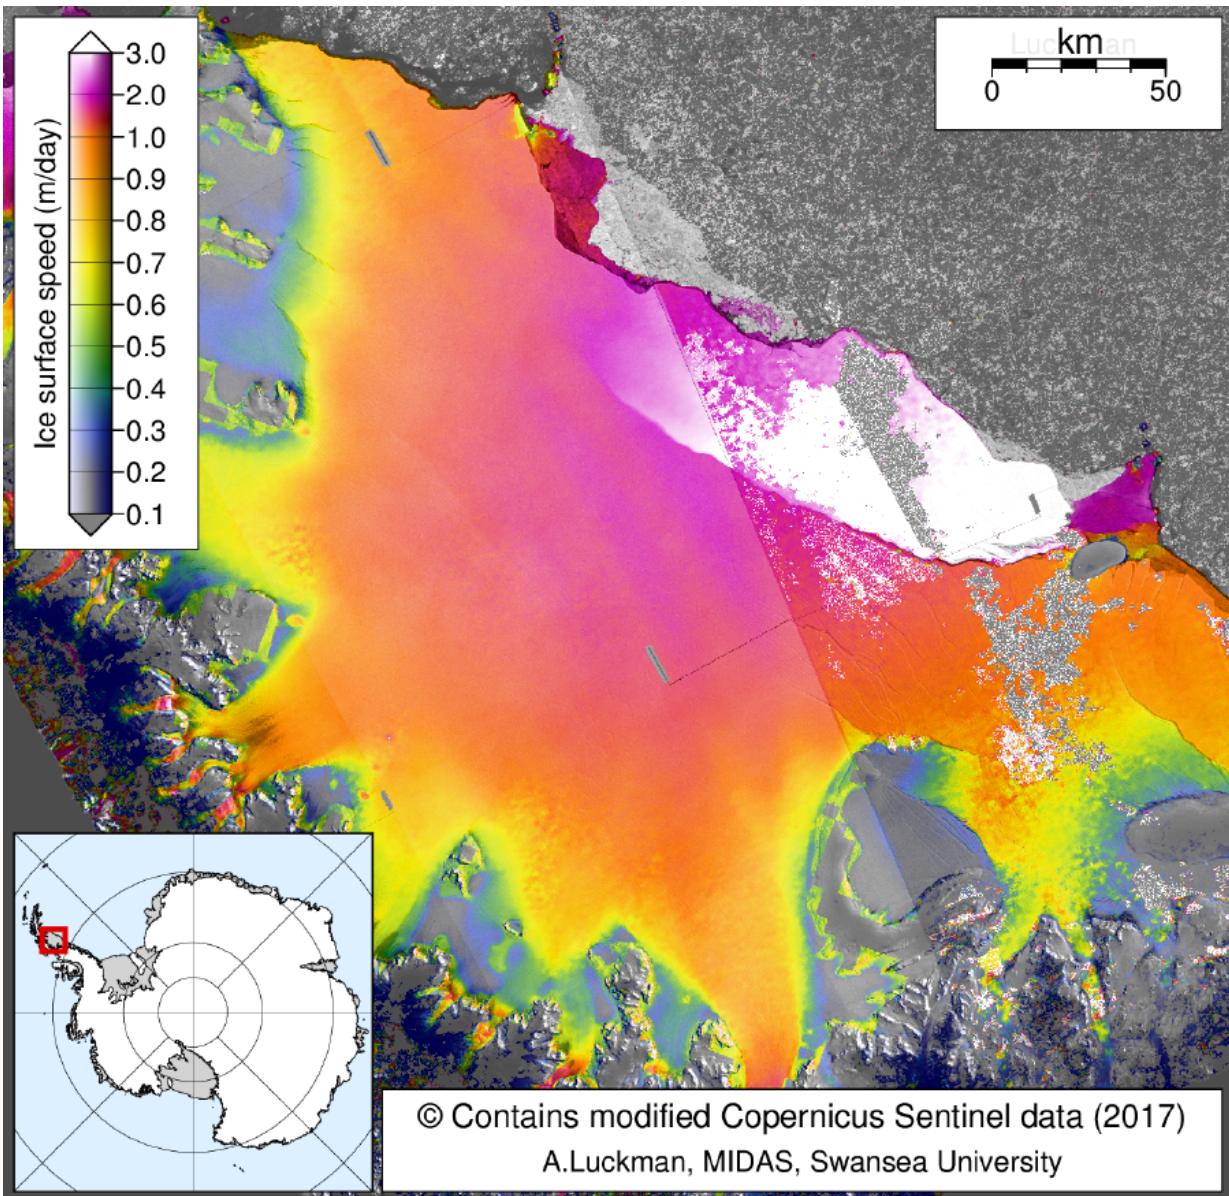 3.0
2.0
1.0
0.9
0.8
0.7
0.6
0.5
0.4
0.3
0.2
0.1
Ice surface speed (m/day)
Luckman
km
0 50
© Contains modified Copernicus Sentinel data (2017)
A.Luckman, MIDAS, Swansea University